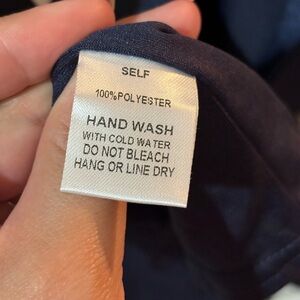 SELF
100%POLYESTER
HAND WASH
WITH COLD WATER
DO NOT BLEACH
HANG OR LINE DRY